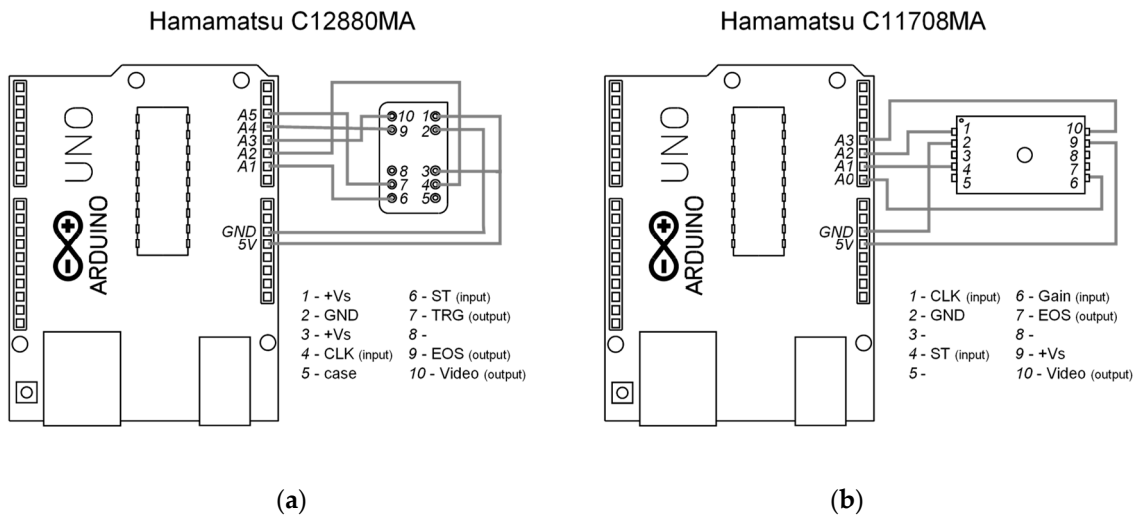 Hamamatsu C12880MA
UNO
ARDUINO
A5
A4
A3
A2
A1
GND
5V
10 1
9 2
8 3
7 4
6 5
1 - +Vs
2 - GND
3 - +Vs
4 - CLK (input)
5 - case
6 - ST (input)
7 - TRG (output)
8 -
9 - EOS (output)
10 - Video (output)
(a)
Hamamatsu C11708MA
UNO
ARDUINO
A3
A2
A1
A0
GND
5V
1 10
2 9
3 8
4 7
5 6
1 - CLK (input)
2 - GND
3 -
4 - ST (input)
5 -
6 - Gain (input)
7 - EOS (output)
8 -
9 - +Vs
10 - Video (output)
(b)